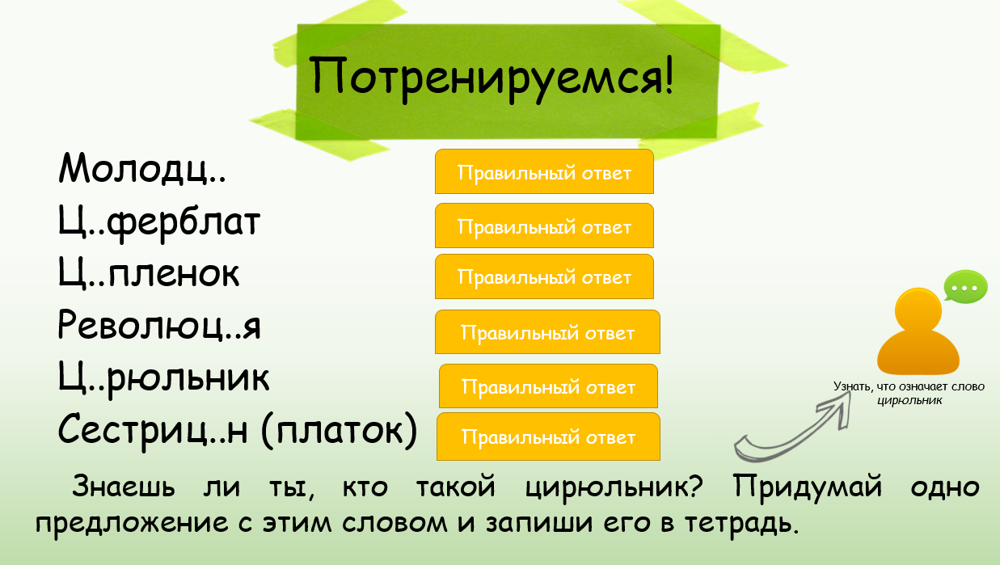 Потренируемся!
Молодц..
Правильный ответ
Ц..ферблат
Правильный ответ
Ц..пленок
Правильный ответ
Революц..я
Правильный ответ
Ц..рюльник
Правильный ответ
Сестриц..н (платок)
Правильный ответ
Узнать, что означает слово
цирюльник
Знаешь ли ты, кто такой цирюльник? Придумай одно
предложение с этим словом и запиши его в тетрадь.